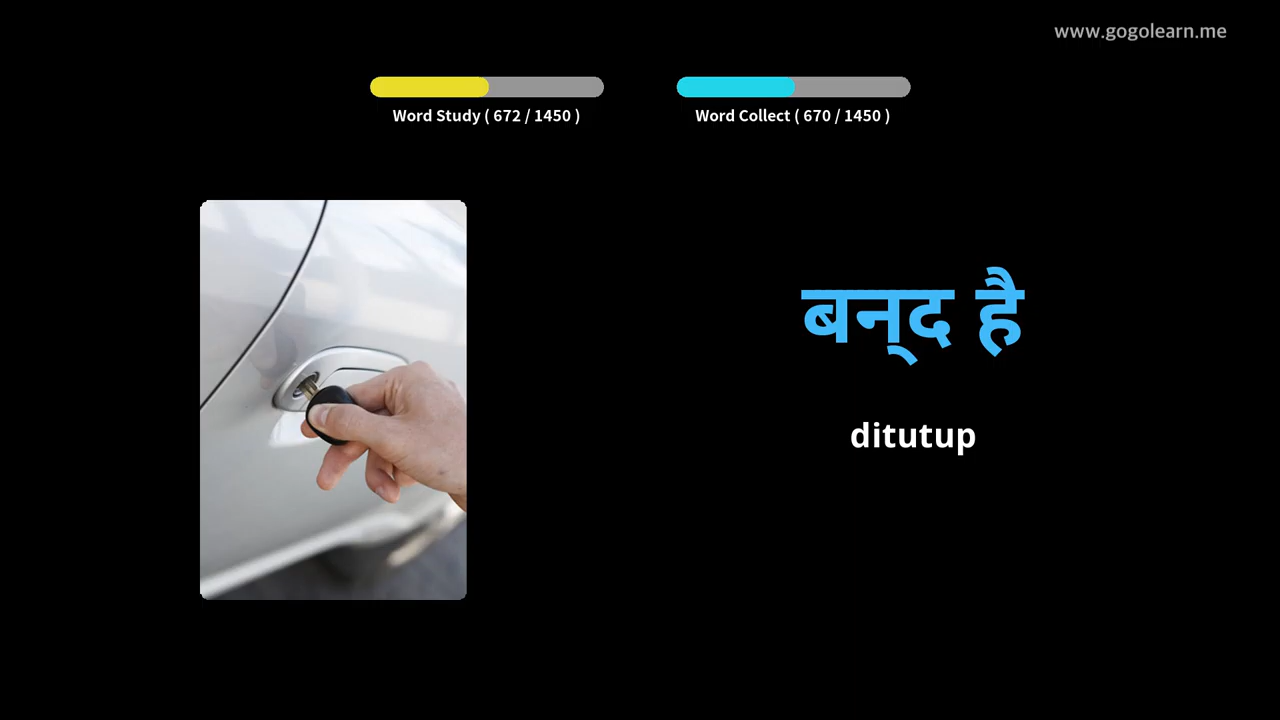 www.gogolearn.me
Word Study ( 672 / 1450 )
Word Collect ( 670 / 1450 )
बन्‌द है
ditutup